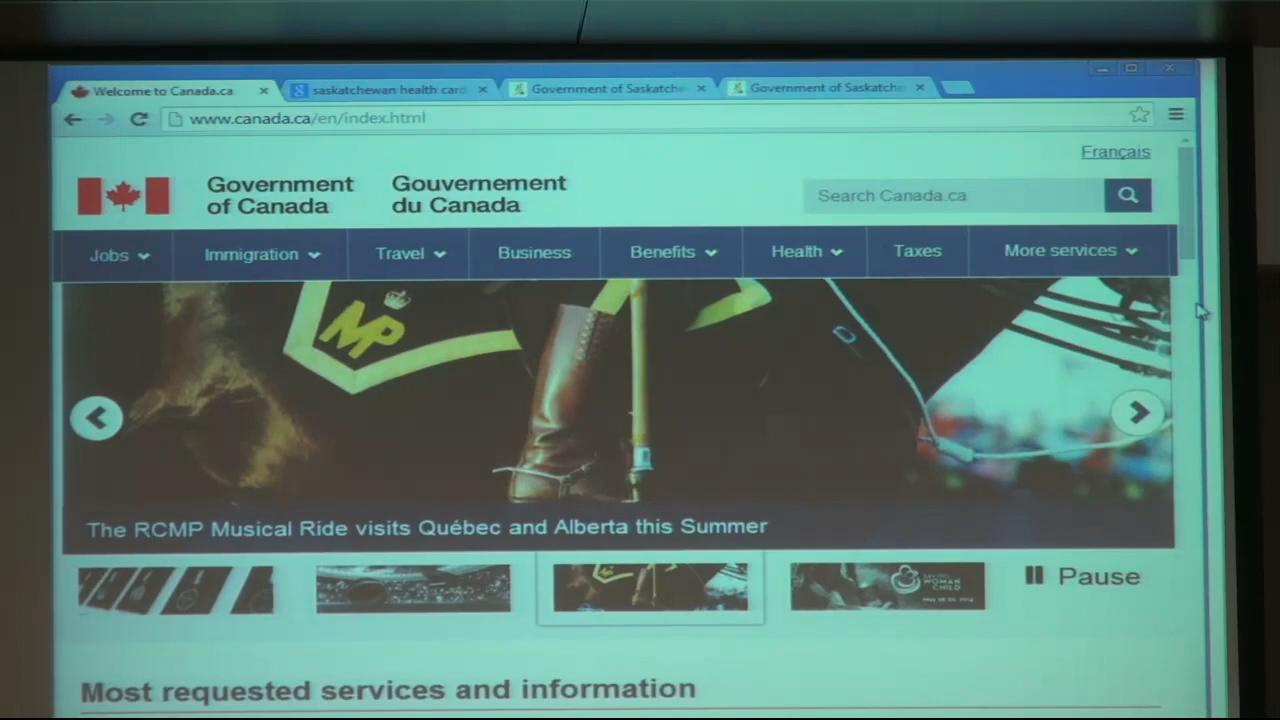 Welcome to Canada.ca
saskatchewan health card
Government of Saskatche
Government of Saskatche
www.canada.ca/en/index.html
Français
Government of Canada
Gouvernement du Canada
Search Canada.ca
Jobs
Immigration
Travel
Business
Benefits
Health
Taxes
More services
MP
The RCMP Musical Ride visits Québec and Alberta this Summer
WOMAN
CHILD
Pause
Most requested services and information